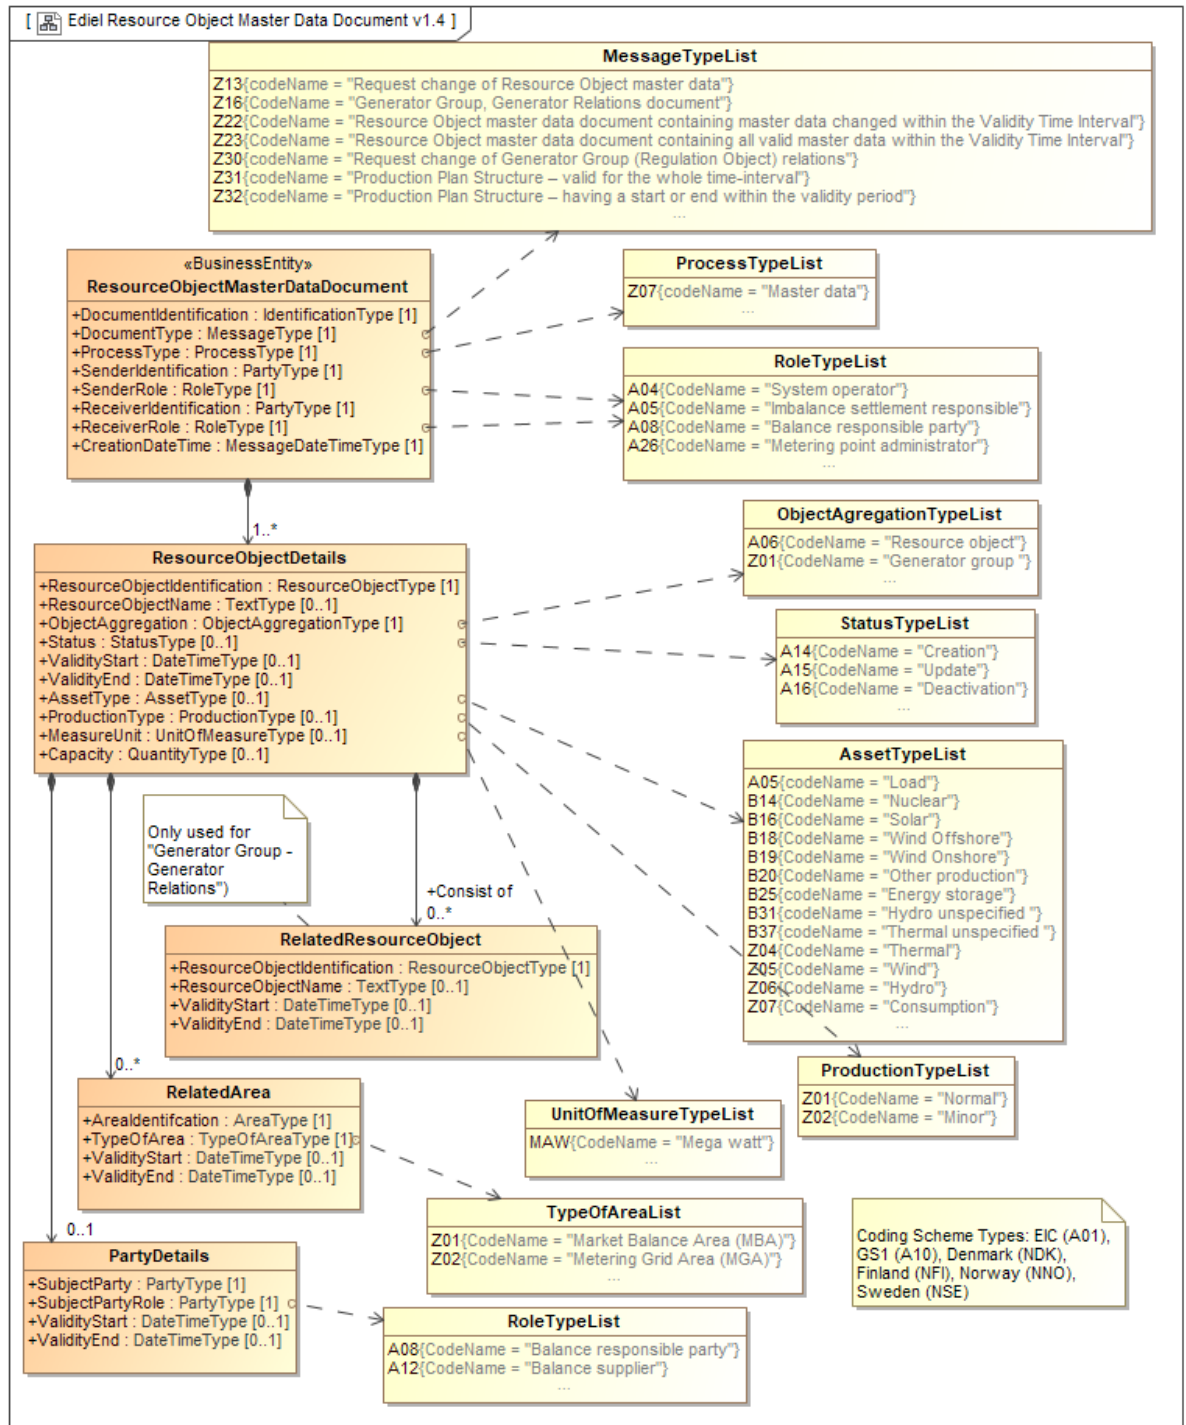 [ Ediel Resource Object Master Data Document v1.4 ]
MessageTypeList
Z13{codeName = "Request change of Resource Object master data"}
Z16{CodeName = "Generator Group, Generator Relations document"}
Z22{CodeName = "Resource Object master data document containing master data changed within the Validity Time Interval"}
Z23{CodeName = "Resource Object master data document containing all valid master data within the Validity Time Interval"}
Z30{codeName = "Request change of Generator Group (Regulation Object) relations"}
Z31{codeName = "Production Plan Structure – valid for the whole time-interval"}
Z32{codeName = "Production Plan Structure – having a start or end within the validity period"}
...
«BusinessEntity»
ResourceObjectMasterDataDocument
+DocumentIdentification : IdentificationType [1]
+DocumentType : MessageType [1]
+ProcessType : ProcessType [1]
+SenderIdentification : PartyType [1]
+SenderRole : RoleType [1]
+ReceiverIdentification : PartyType [1]
+ReceiverRole : RoleType [1]
+CreationDateTime : MessageDateTimeType [1]
ProcessTypeList
Z07{codeName = "Master data"}
...
RoleTypeList
A04{CodeName = "System operator"}
A05{CodeName = "Imbalance settlement responsible"}
A08{CodeName = "Balance responsible party"}
A26{CodeName = "Metering point administrator"}
...
1..*
ResourceObjectDetails
+ResourceObjectIdentification : ResourceObjectType [1]
+ResourceObjectName : TextType [0..1]
+ObjectAggregation : ObjectAggregationType [1]
+Status : StatusType [0..1]
+ValidityStart : DateTimeType [0..1]
+ValidityEnd : DateTimeType [0..1]
+AssetType : AssetType [0..1]
+ProductionType : ProductionType [0..1]
+MeasureUnit : UnitOfMeasureType [0..1]
+Capacity : QuantityType [0..1]
ObjectAgregationTypeList
A06{CodeName = "Resource object"}
Z01{CodeName = "Generator group "}
...
StatusTypeList
A14{CodeName = "Creation"}
A15{CodeName = "Update"}
A16{CodeName = "Deactivation"}
...
AssetTypeList
A05{codeName = "Load"}
B14{CodeName = "Nuclear"}
B16{CodeName = "Solar"}
B18{CodeName = "Wind Offshore"}
B19{CodeName = "Wind Onshore"}
B20{CodeName = "Other production"}
B25{codeName = "Energy storage"}
B31{codeName = "Hydro unspecified "}
B37{codeName = "Thermal unspecified "}
Z04{CodeName = "Thermal"}
Z05{CodeName = "Wind"}
Z06{CodeName = "Hydro"}
Z07{CodeName = "Consumption"}
...
Only used for
"Generator Group -
Generator
Relations")
+Consist of
0..*
RelatedResourceObject
+ResourceObjectIdentification : ResourceObjectType [1]
+ResourceObjectName : TextType [0..1]
+ValidityStart : DateTimeType [0..1]
+ValidityEnd : DateTimeType [0..1]
0..*
RelatedArea
+AreaIdentifcation : AreaType [1]
+TypeOfArea : TypeOfAreaType [1]
+ValidityStart : DateTimeType [0..1]
+ValidityEnd : DateTimeType [0..1]
ProductionTypeList
Z01{CodeName = "Normal"}
Z02{CodeName = "Minor"}
UnitOfMeasureTypeList
MAW{CodeName = "Mega watt"}
...
TypeOfAreaList
Z01{CodeName = "Market Balance Area (MBA)"}
Z02{CodeName = "Metering Grid Area (MGA)"}
...
Coding Scheme Types: EIC (A01),
GS1 (A10), Denmark (NDK),
Finland (NFI), Norway (NNO),
Sweden (NSE)
0..1
PartyDetails
+SubjectParty : PartyType [1]
+SubjectPartyRole : PartyType [1]
+ValidityStart : DateTimeType [0..1]
+ValidityEnd : DateTimeType [0..1]
RoleTypeList
A08{CodeName = "Balance responsible party"}
A12{CodeName = "Balance supplier"}
...